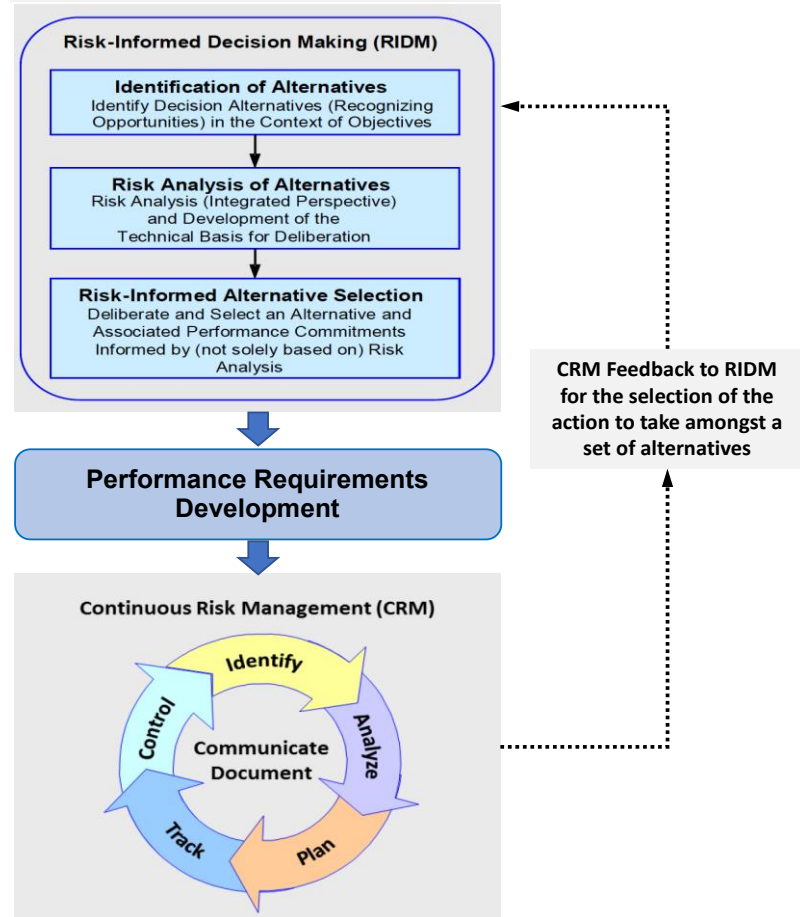 Risk-Informed Decision Making (RIDM)
Identification of Alternatives
Identify Decision Alternatives (Recognizing
Opportunities) in the Context of Objectives
Risk Analysis of Alternatives
Risk Analysis (Integrated Perspective)
and Development of the
Technical Basis for Deliberation
Risk-Informed Alternative Selection
Deliberate and Select an Alternative and
Associated Performance Commitments
Informed by (not solely based on) Risk
Analysis
CRM Feedback to RIDM
for the selection of the
action to take amongst a
set of alternatives
Performance Requirements
Development
Continuous Risk Management (CRM)
Identify
Analyze
Plan
Track
Control
Communicate
Document